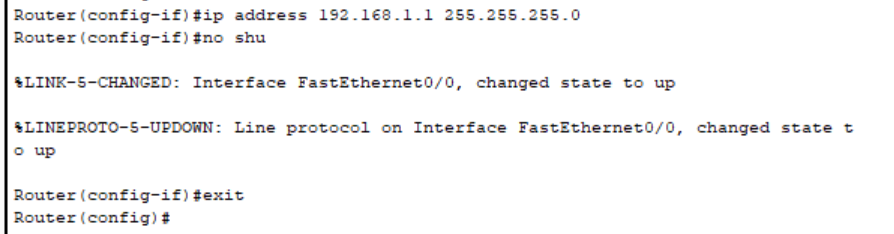 Router(config-if)#ip address 192.168.1.1 255.255.255.0
Router(config-if)#no shu
%LINK-5-CHANGED: Interface FastEthernet0/0, changed state to up
%LINEPROTO-5-UPDOWN: Line protocol on Interface FastEthernet0/0, changed state t
o up
Router(config-if)#exit
Router(config)#